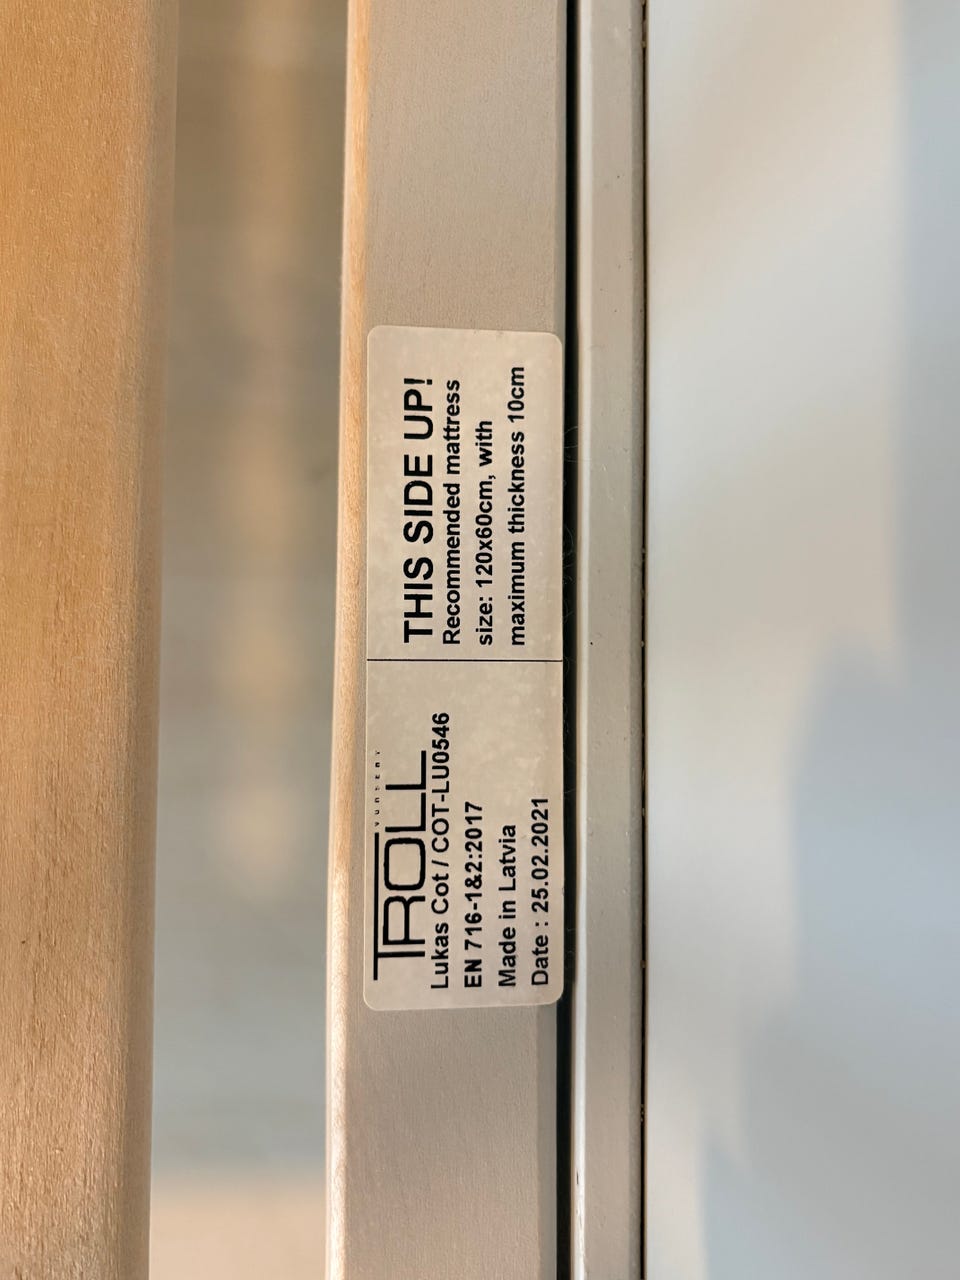 TROLL
Lukas Cot / COT-LU0546
EN 716-1&2:2017
Made in Latvia
Date : 25.02.2021
THIS SIDE UP!
Recommended mattress
size: 120x60cm, with
maximum thickness 10cm